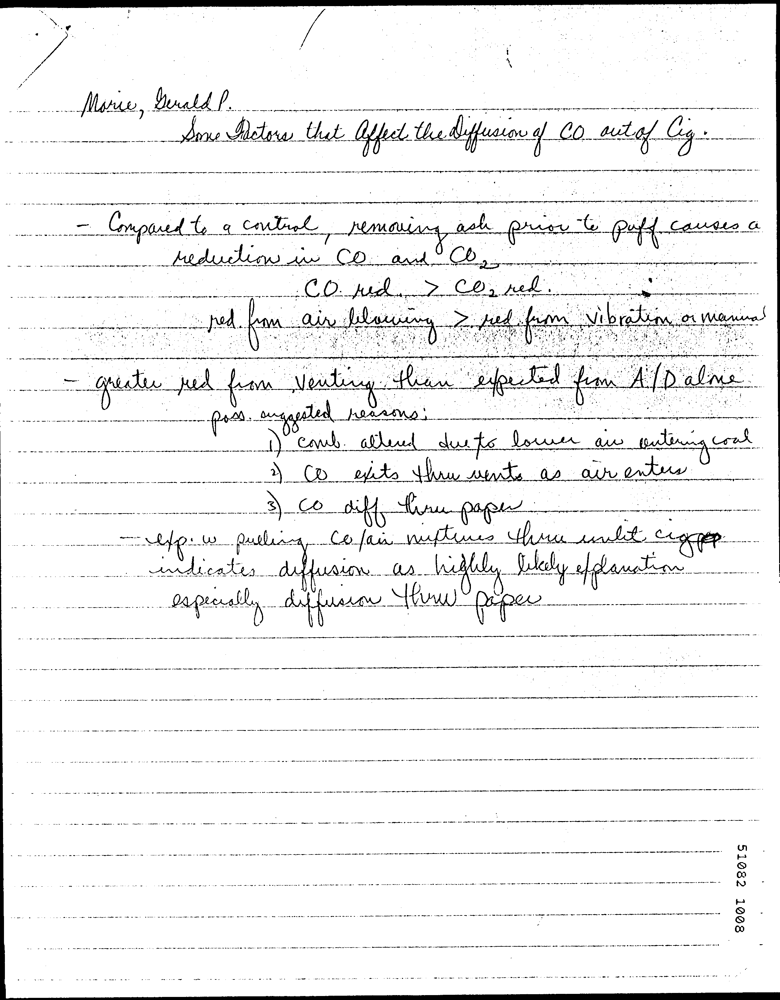 Morie, Gerald P.
Some Factors that Affect the Diffusion of CO out of Cig.
- Compared to a control, removing ash prior to puff causes a
reduction in CO and CO2
CO red. > CO2 red.
red from air blowing > red from vibration or manual
- greater red from venting than expected from A/D alone
poss. suggested reasons:
1) comb. altered due to lower air entering coal
2) CO exits thru vents as air enters
3) CO diff thru paper
- exp. w pulling CO/air mixtures thru unlit cig
indicates diffusion as highly likely explanation
especially diffusion thru paper
51082 1008